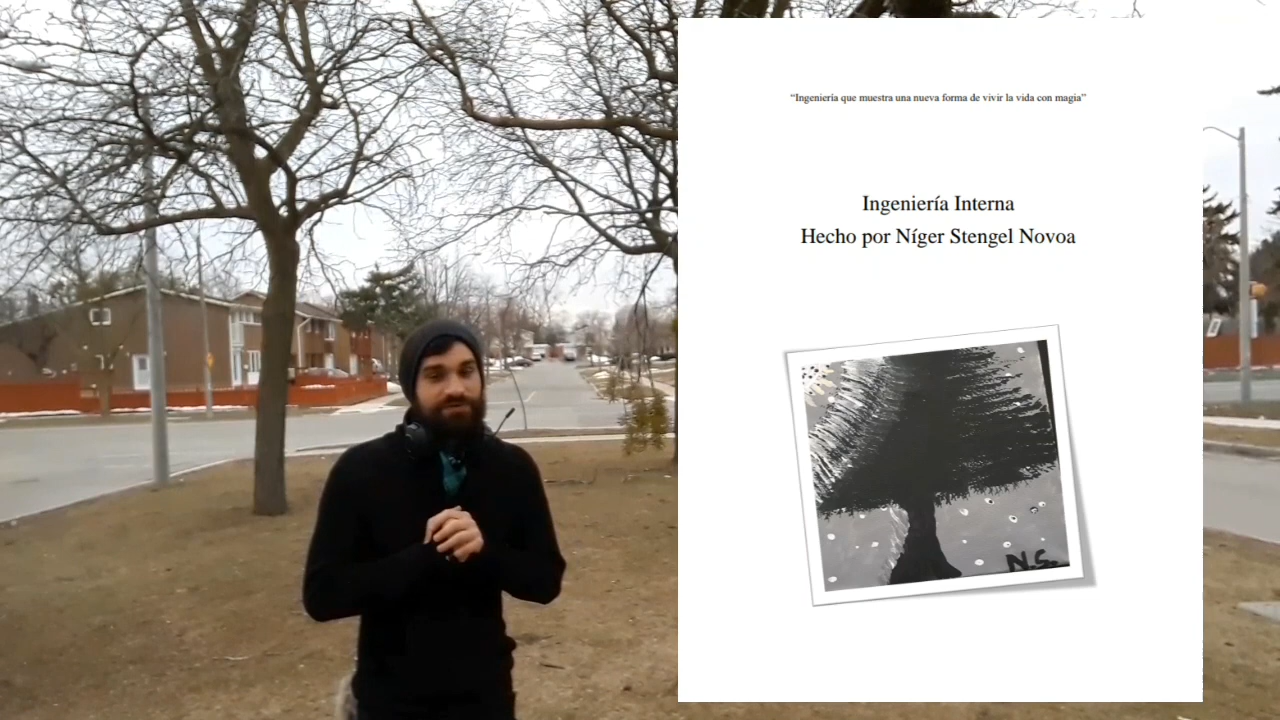 “Ingeniería que muestra una nueva forma de vivir la vida con magia”
Ingeniería Interna
Hecho por Níger Stengel Novoa
N.S.